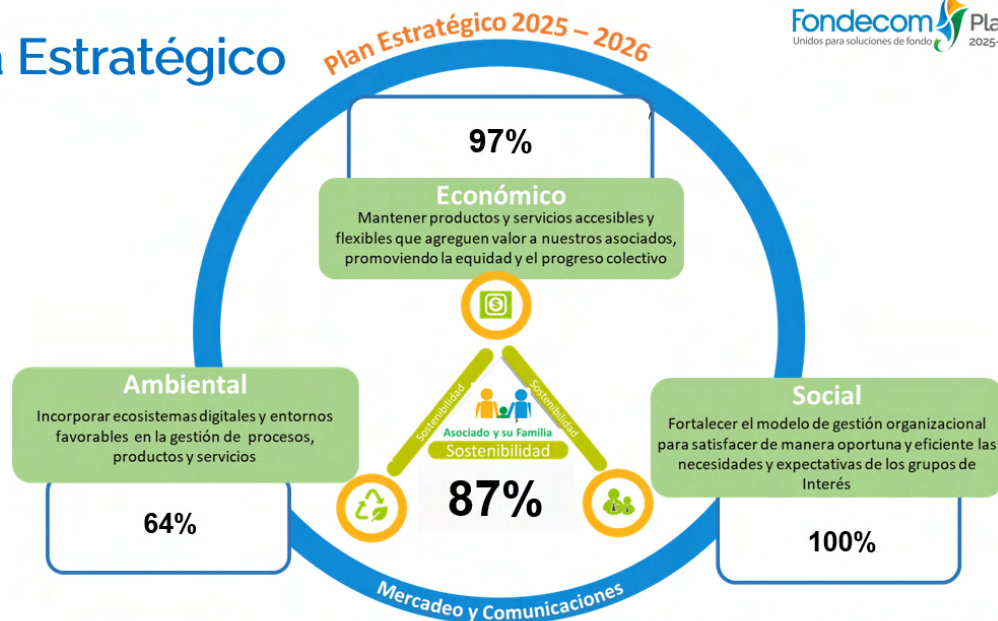 a Estratégico
Plan Estratégico 2025 – 2026
Fondecom
Unidos para soluciones de fondo
Pla
2025-
97%
Económico
Mantener productos y servicios accesibles y
flexibles que agreguen valor a nuestros asociados,
promoviendo la equidad y el progreso colectivo
Ambiental
Incorporar ecosistemas digitales y entornos
favorables en la gestión de procesos,
productos y servicios
64%
Sostenibilidad
Sostenibilidad
Asociado y su Familia
Sostenibilidad
87%
Social
Fortalecer el modelo de gestión organizacional
para satisfacer de manera oportuna y eficiente las
necesidades y expectativas de los grupos de
Interés
100%
Mercadeo y Comunicaciones